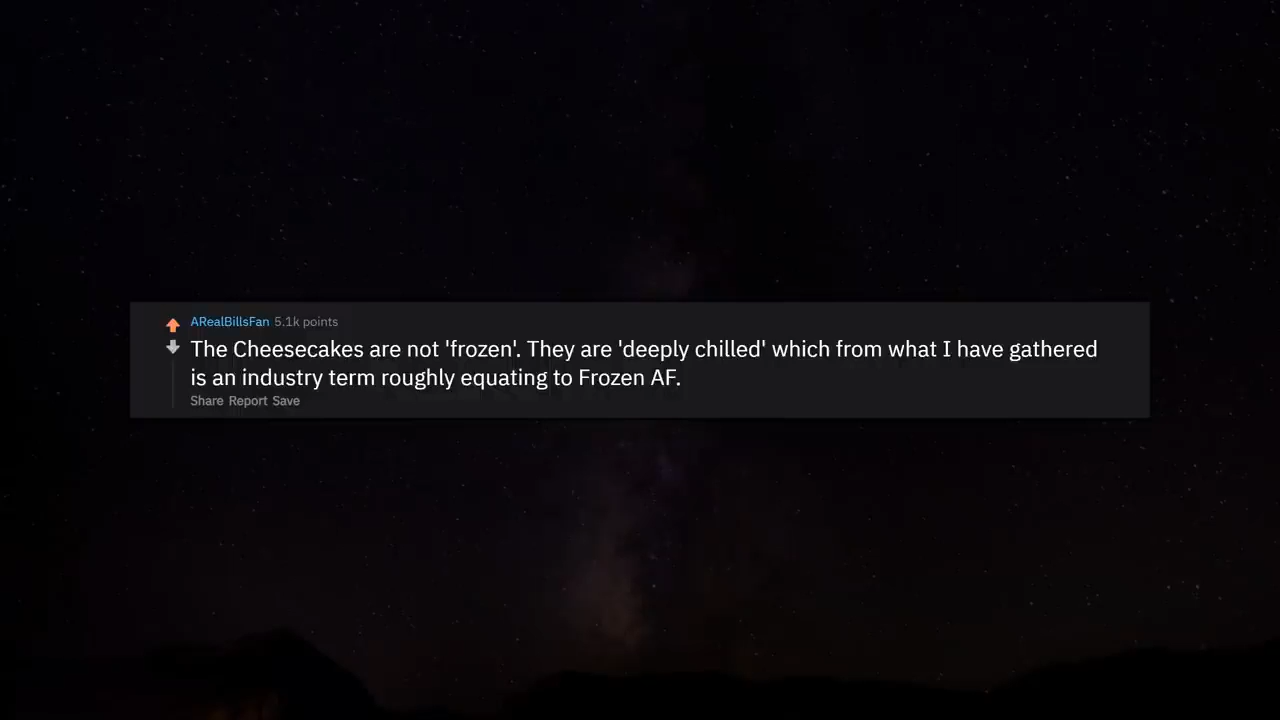 ARealBillsFan 5.1k points
The Cheesecakes are not 'frozen'. They are 'deeply chilled' which from what I have gathered
is an industry term roughly equating to Frozen AF.
Share Report Save